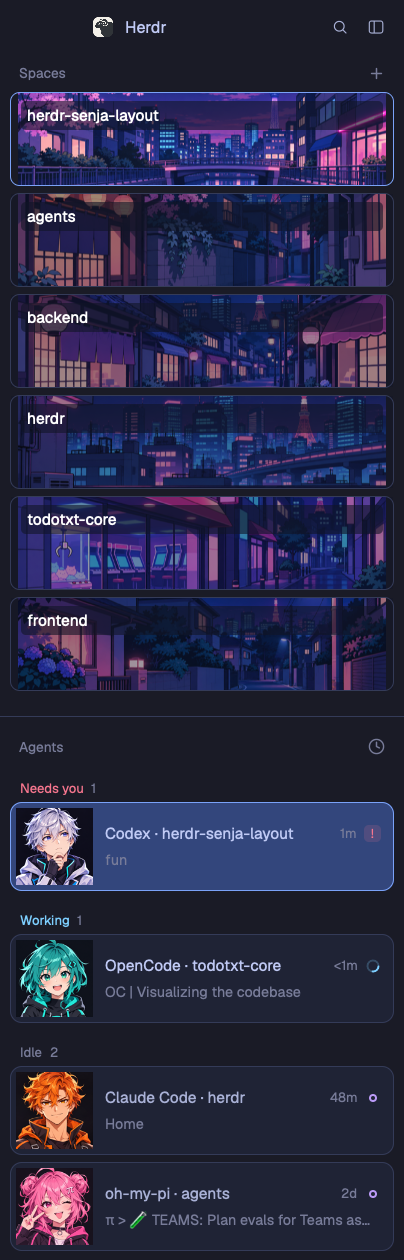 Herdr
Spaces
herdr-senja-layout
agents
backend
herdr
todotxt-core
frontend
Agents
Needs you 1
Codex · herdr-senja-layout 1m !
fun
Working 1
OpenCode · todotxt-core <1m
OC | Visualizing the codebase
Idle 2
Claude Code · herdr 48m
Home
oh-my-pi · agents 2d
π > 🧪 TEAMS: Plan evals for Teams as...